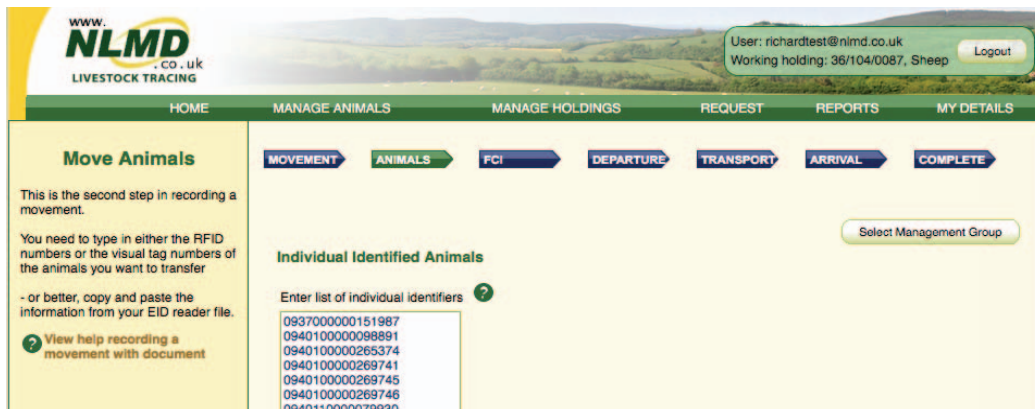 www.
NLMD
.co.uk
LIVESTOCK TRACING
User: richardtest@nlmd.co.uk
Working holding: 36/104/0087, Sheep
Logout
HOME MANAGE ANIMALS MANAGE HOLDINGS REQUEST REPORTS MY DETAILS
Move Animals
This is the second step in recording a
movement.
You need to type in either the RFID
numbers or the visual tag numbers of
the animals you want to transfer
- or better, copy and paste the
information from your EID reader file.
? View help recording a
movement with document
MOVEMENT ANIMALS FCI DEPARTURE TRANSPORT ARRIVAL COMPLETE
Select Management Group
Individual Identified Animals
Enter list of individual identifiers ?
0937000000151987
0940100000098891
0940100000265374
0940100000269741
0940100000269745
0940100000269746
0940110000079930